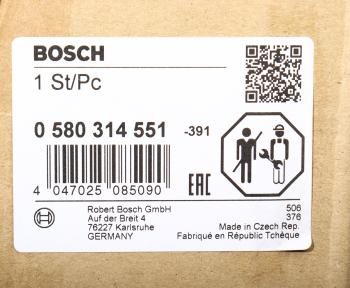 BOSCH
1 St/Pc
0 580 314 551 -391
4 047025 085090
EAC
Robert Bosch GmbH
Auf der Breit 4
76227 Karlsruhe
GERMANY
506
376
Made in Czech Rep.
Fabriqué en République Tchèque